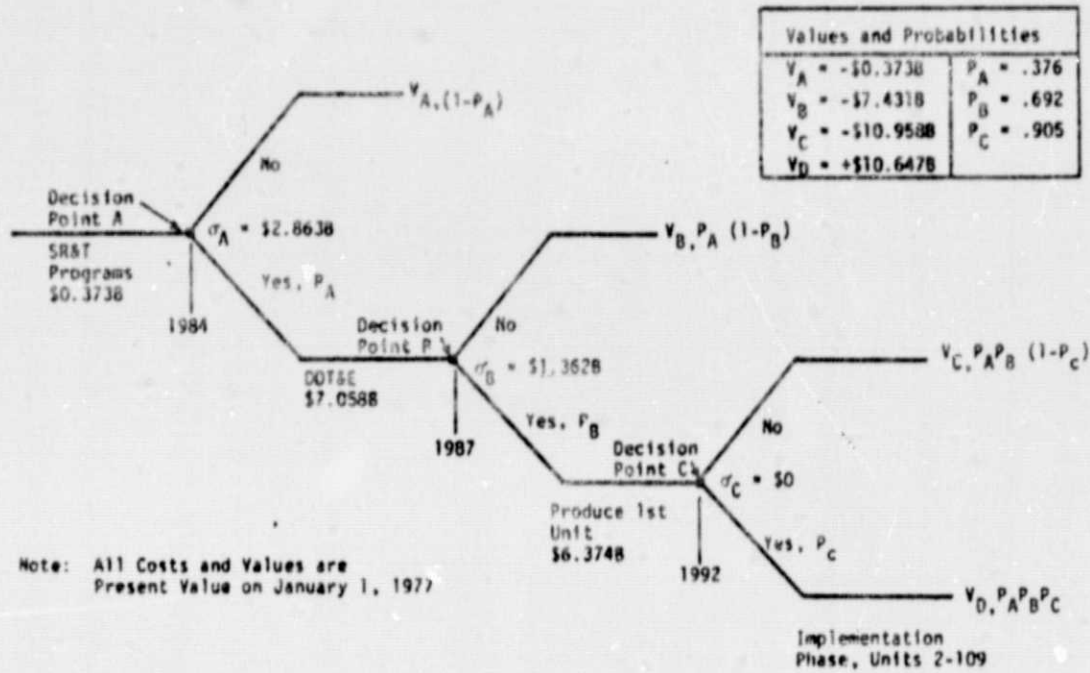 Values and Probabilities
V_A = -$0.373B
P_A = .376
V_B = -$7.431B
P_B = .692
V_C = -$10.958B
P_C = .905
V_D = +$10.647B
V_A, (1-P_A)
No
Decision
Point A
σ_A = $2.863B
SR&T
Programs
$0.373B
Yes, P_A
1984
V_B, P_A (1-P_B)
No
Decision
Point B
σ_B = $1.362B
DDT&E
$7.058B
Yes, P_B
1987
V_C, P_A P_B (1-P_C)
No
Decision
Point C
σ_C = $0
Produce 1st
Unit
$6.374B
Yes, P_C
1992
V_D, P_A P_B P_C
Implementation
Phase, Units 2-109
Note: All Costs and Values are
Present Value on January 1, 1977